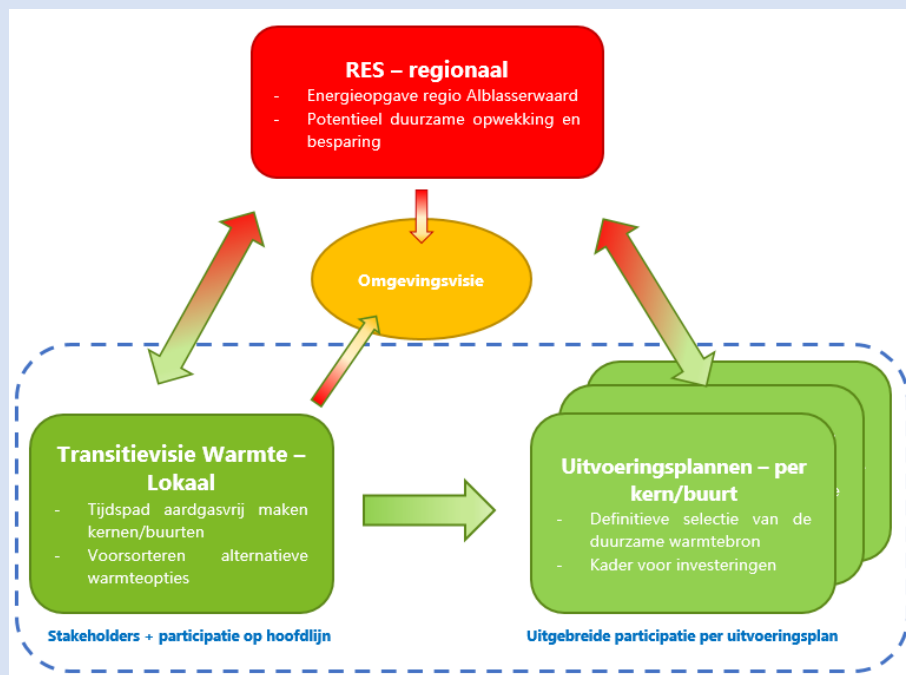 RES – regionaal
- Energieopgave regio Alblasserwaard
- Potentieel duurzame opwekking en
besparing
Omgevingsvisie
Transitievisie Warmte –
Lokaal
- Tijdspad aardgasvrij maken
kernen/buurten
- Voorsorteren alternatieve
warmteopties
Uitvoeringsplannen – per
kern/buurt
- Definitieve selectie van de
duurzame warmtebron
- Kader voor investeringen
Stakeholders + participatie op hoofdlijn
Uitgebreide participatie per uitvoeringsplan